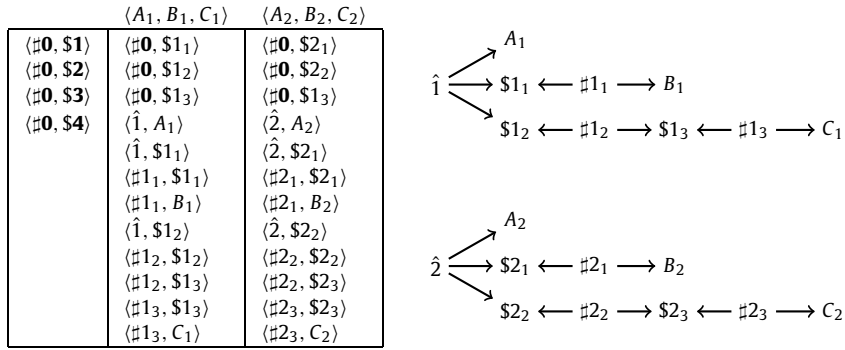 ⟨A₁, B₁, C₁⟩ ⟨A₂, B₂, C₂⟩
⟨♯0, $1⟩ ⟨♯0, $1₁⟩ ⟨♯0, $2₁⟩
⟨♯0, $2⟩ ⟨♯0, $1₂⟩ ⟨♯0, $2₂⟩
⟨♯0, $3⟩ ⟨♯0, $1₃⟩ ⟨♯0, $1₃⟩
⟨♯0, $4⟩ ⟨1̂, A₁⟩ ⟨2̂, A₂⟩
⟨1̂, $1₁⟩ ⟨2̂, $2₁⟩
⟨♯1₁, $1₁⟩ ⟨♯2₁, $2₁⟩
⟨♯1₁, B₁⟩ ⟨♯2₁, B₂⟩
⟨1̂, $1₂⟩ ⟨2̂, $2₂⟩
⟨♯1₂, $1₂⟩ ⟨♯2₂, $2₂⟩
⟨♯1₂, $1₃⟩ ⟨♯2₂, $2₃⟩
⟨♯1₃, $1₃⟩ ⟨♯2₃, $2₃⟩
⟨♯1₃, C₁⟩ ⟨♯2₃, C₂⟩
A₁
1̂ → $1₁ ← ♯1₁ → B₁
$1₂ ← ♯1₂ → $1₃ ← ♯1₃ → C₁
A₂
2̂ → $2₁ ← ♯2₁ → B₂
$2₂ ← ♯2₂ → $2₃ ← ♯2₃ → C₂